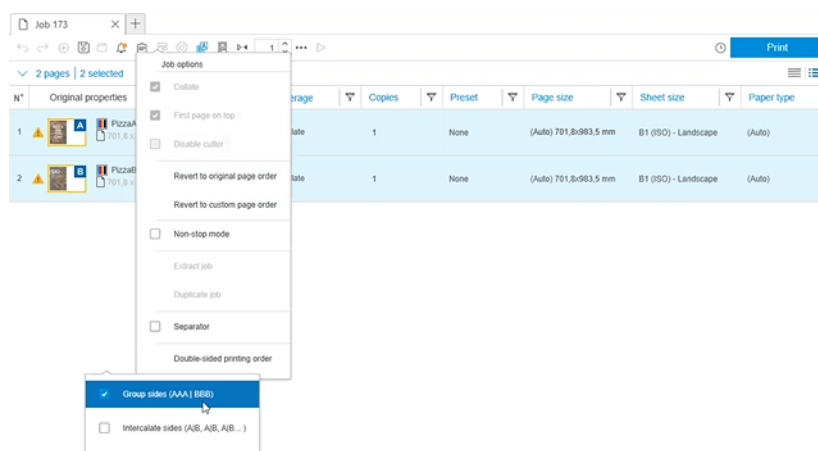 Job 173
1
Print
2 pages | 2 selected
Job options
N° Original properties
erage Copies Preset Page size Sheet size Paper type
Collate
First page on top
Disable cutter
1 A PizzaA
701,8 x
late 1 None (Auto) 701,8x983,5 mm B1 (ISO) - Landscape (Auto)
2 B PizzaB
701,8 x
late 1 None (Auto) 701,8x983,5 mm B1 (ISO) - Landscape (Auto)
Revert to original page order
Revert to custom page order
Non-stop mode
Extract job
Duplicate job
Separator
Double-sided printing order
Group sides (AAA | BBB)
Intercalate sides (A|B, A|B, A|B... )